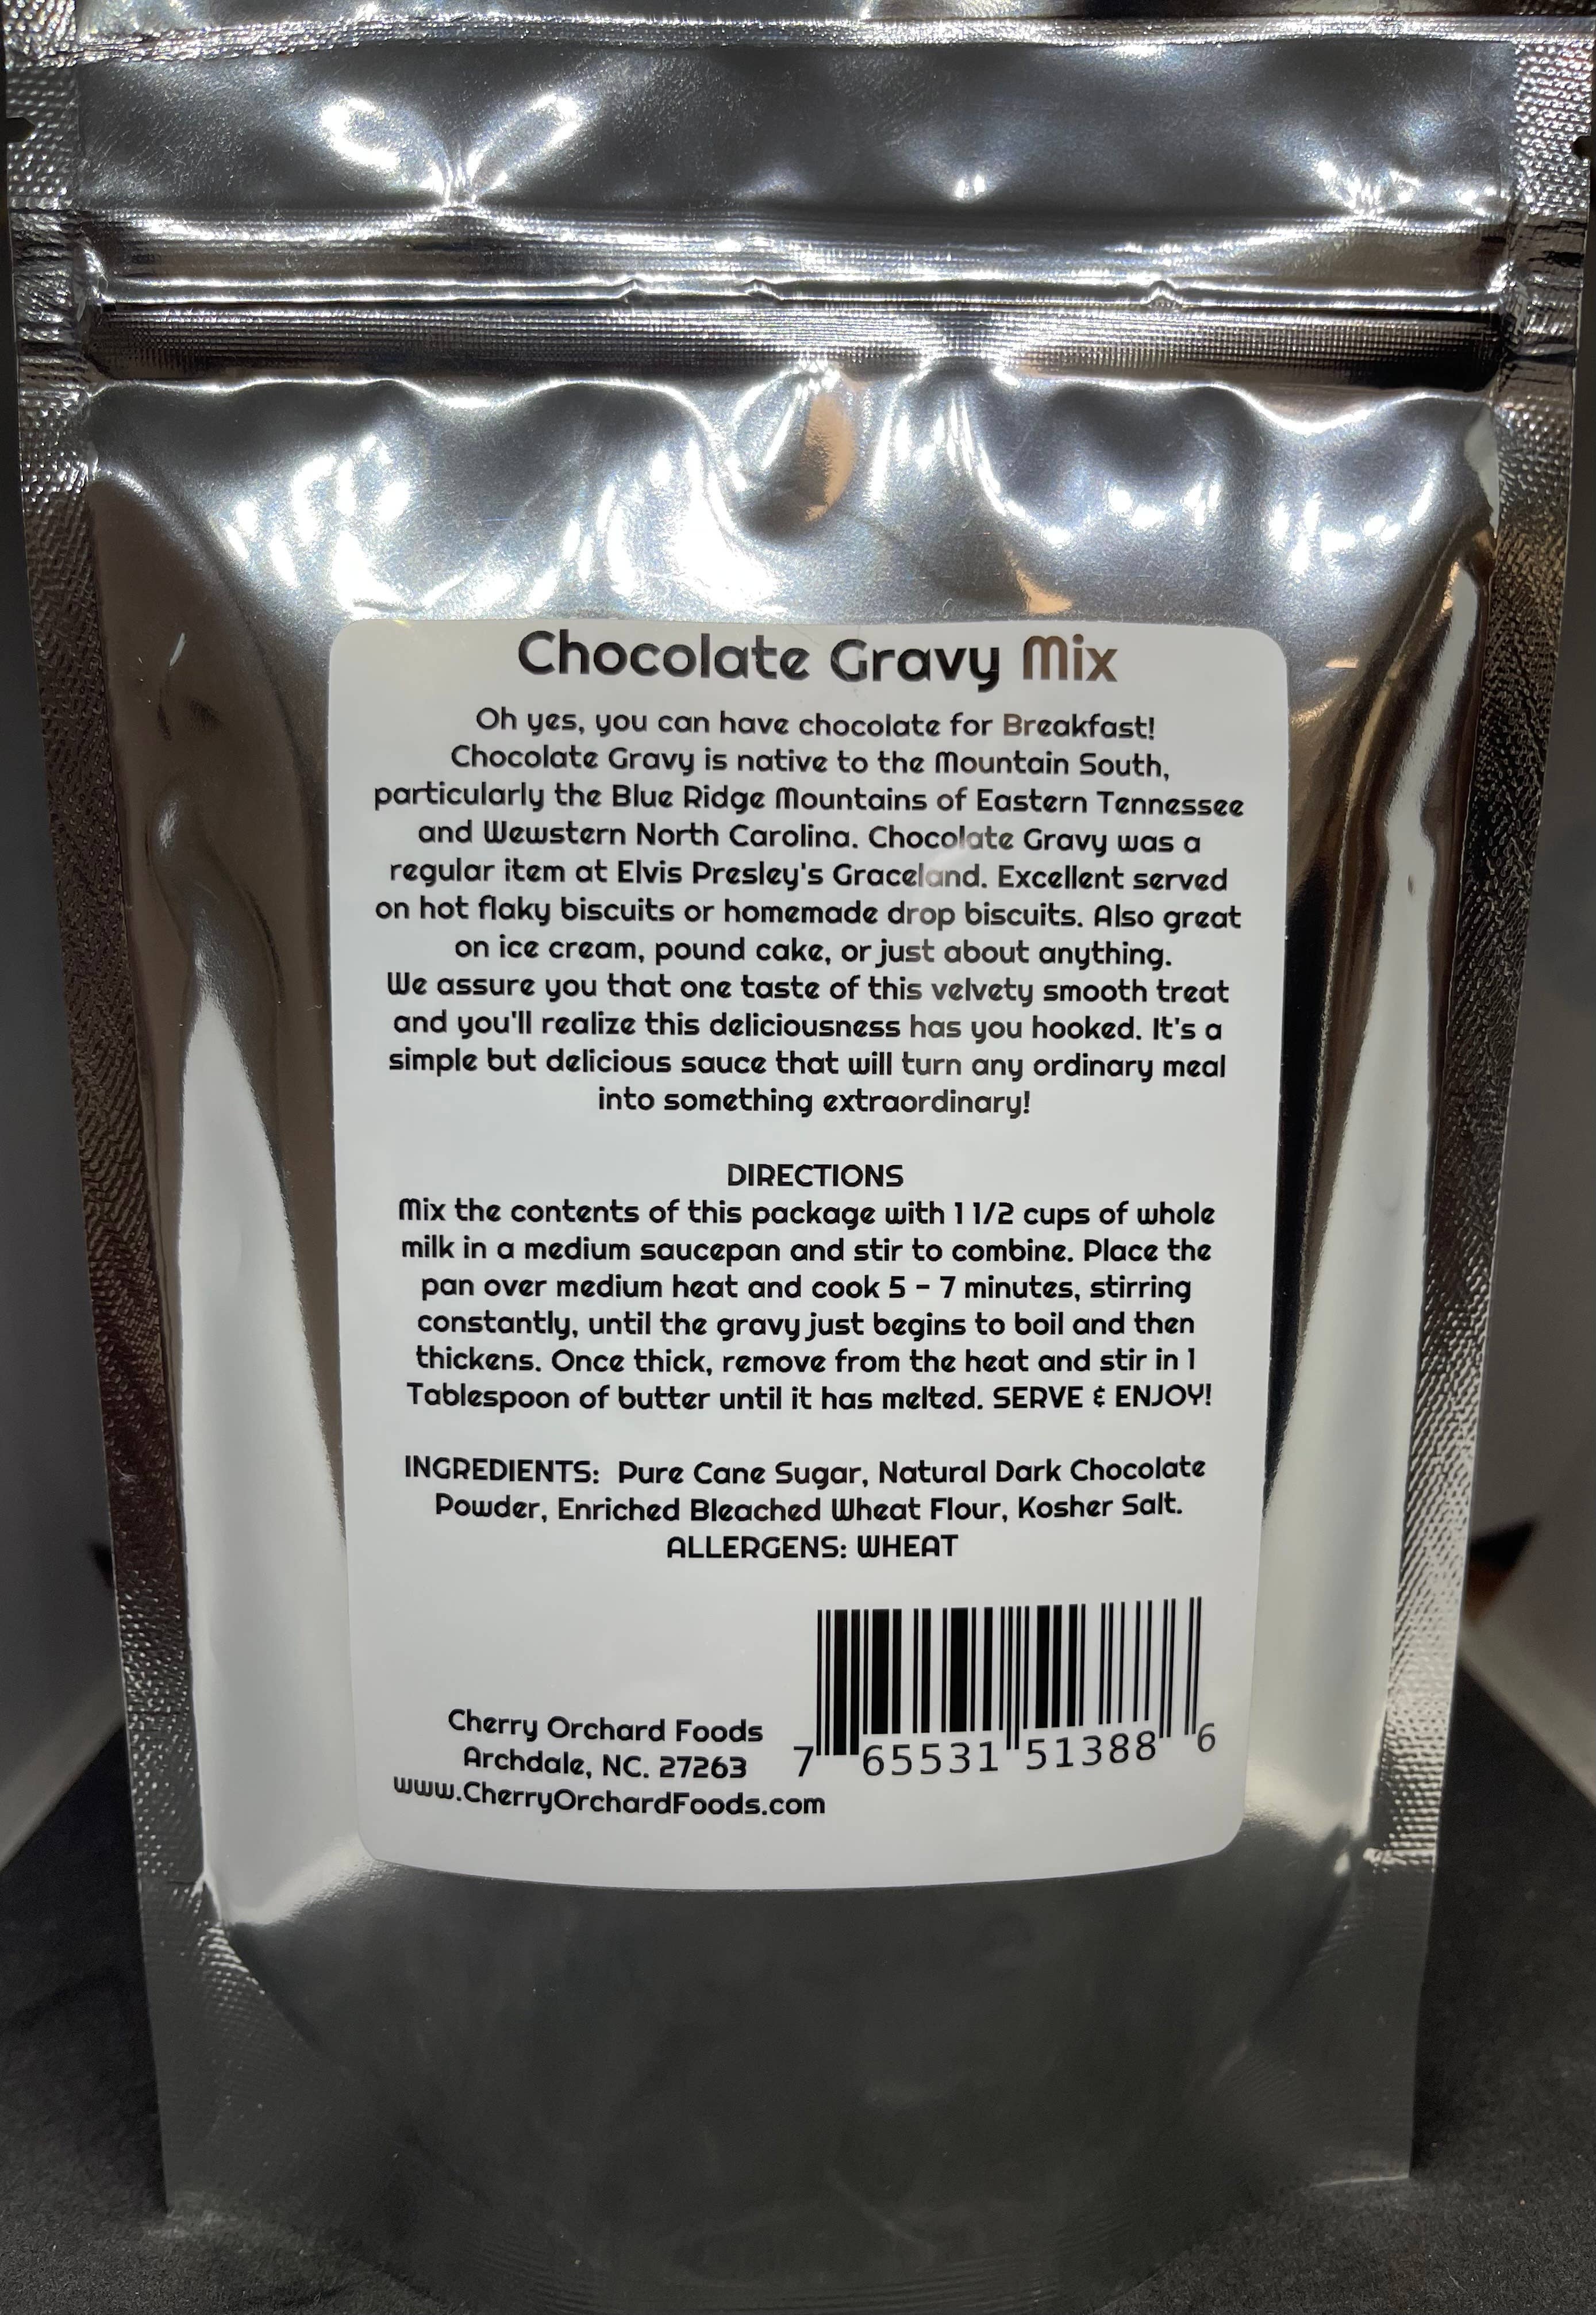 Chocolate Gravy Mix
Oh yes, you can have chocolate for Breakfast!
Chocolate Gravy is native to the Mountain South,
particularly the Blue Ridge Mountains of Eastern Tennessee
and Wewstern North Carolina. Chocolate Gravy was a
regular item at Elvis Presley's Graceland. Excellent served
on hot flaky biscuits or homemade drop biscuits. Also great
on ice cream, pound cake, or just about anything.
We assure you that one taste of this velvety smooth treat
and you'll realize this deliciousness has you hooked. It's a
simple but delicious sauce that will turn any ordinary meal
into something extraordinary!
DIRECTIONS
Mix the contents of this package with 1 1/2 cups of whole
milk in a medium saucepan and stir to combine. Place the
pan over medium heat and cook 5 - 7 minutes, stirring
constantly, until the gravy just begins to boil and then
thickens. Once thick, remove from the heat and stir in 1
Tablespoon of butter until it has melted. SERVE & ENJOY!
INGREDIENTS: Pure Cane Sugar, Natural Dark Chocolate
Powder, Enriched Bleached Wheat Flour, Kosher Salt.
ALLERGENS: WHEAT
Cherry Orchard Foods
Archdale, NC. 27263
www.CherryOrchardFoods.com
7 65531 51388 6